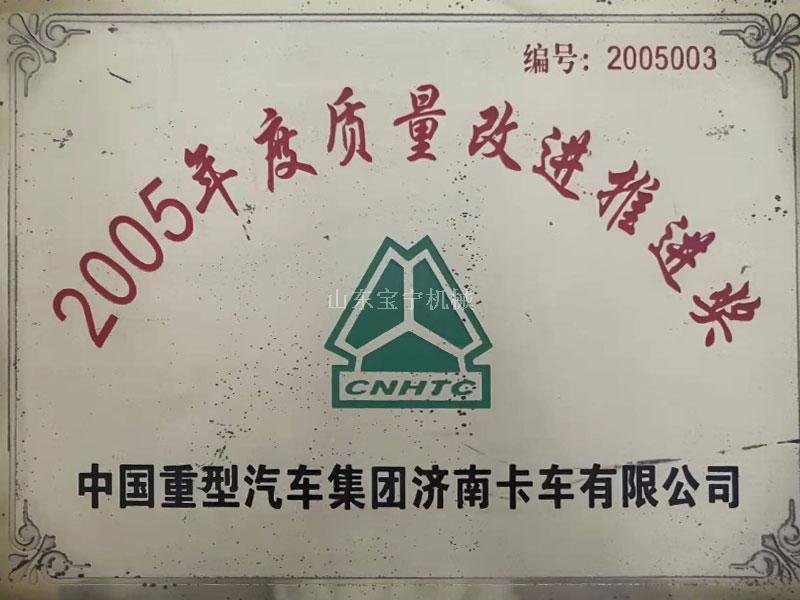 编号：2005003
2005年度质量改进推进奖
山东宝宁机械
CNHTC
中国重型汽车集团济南卡车有限公司